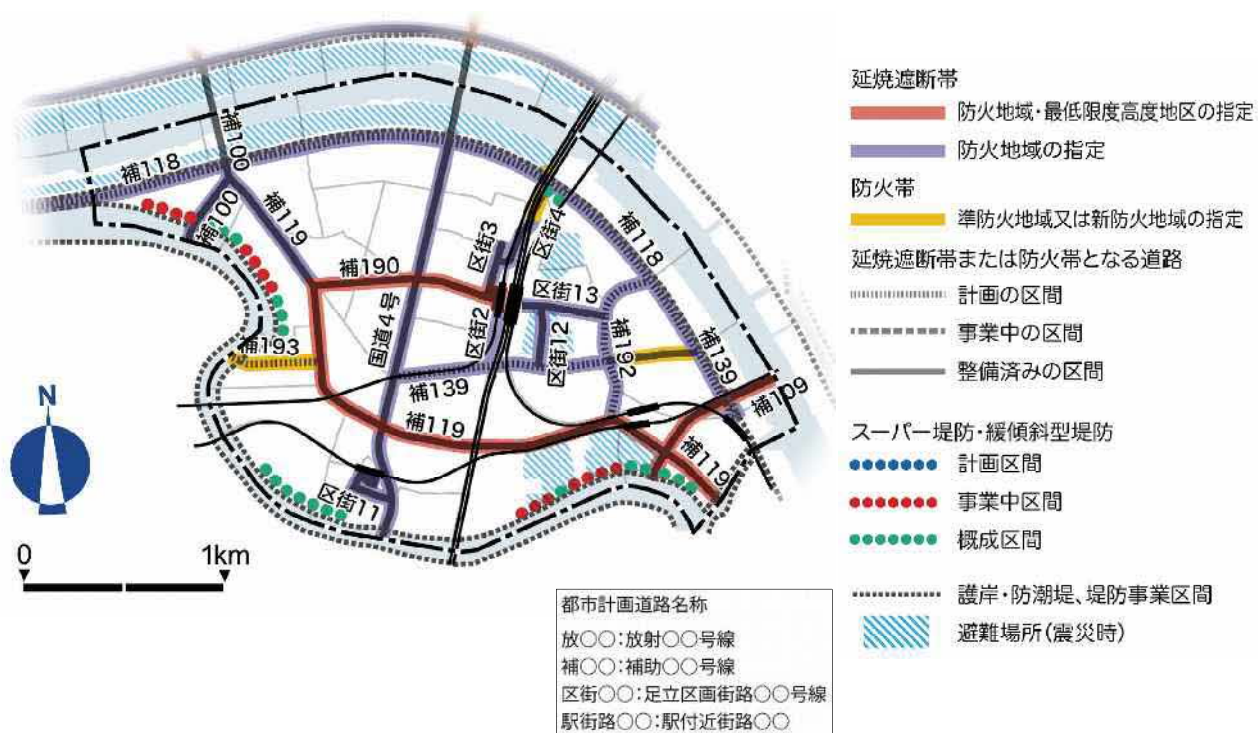 補118
補100
補100
補119
補190
区街3
区街4
補118
国道4号
区街2
区街13
区街12
補192
補193
補139
補139
補109
補119
補119
区街11
N
0
1km
延焼遮断帯
防火地域・最低限度高度地区の指定
防火地域の指定
防火帯
準防火地域又は新防火地域の指定
延焼遮断帯または防火帯となる道路
計画の区間
事業中の区間
整備済みの区間
スーパー堤防・緩傾斜型堤防
計画区間
事業中区間
概成区間
護岸・防潮堤、堤防事業区間
避難場所(震災時)
都市計画道路名称
放○○:放射○○号線
補○○:補助○○号線
区街○○:足立区画街路○○号線
駅街路○○:駅付近街路○○